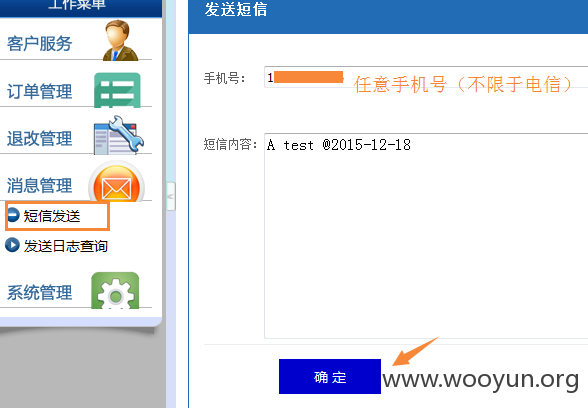 工作菜单
客户服务
订单管理
退改管理
消息管理
短信发送
发送日志查询
系统管理
发送短信
手机号： 1 任意手机号（不限于电信）
短信内容： A test @2015-12-18
确 定
www.wooyun.org